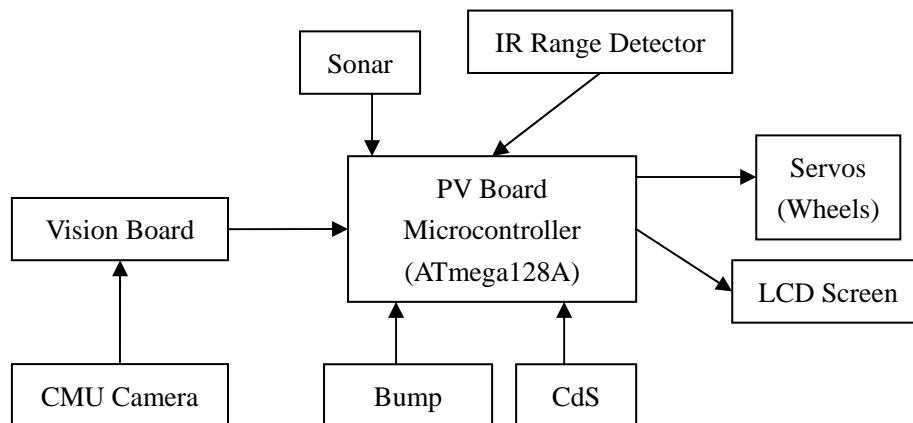 IR Range Detector
Sonar
PV Board
Microcontroller
(ATmega128A)
Servos
(Wheels)
Vision Board
LCD Screen
CMU Camera
Bump
CdS